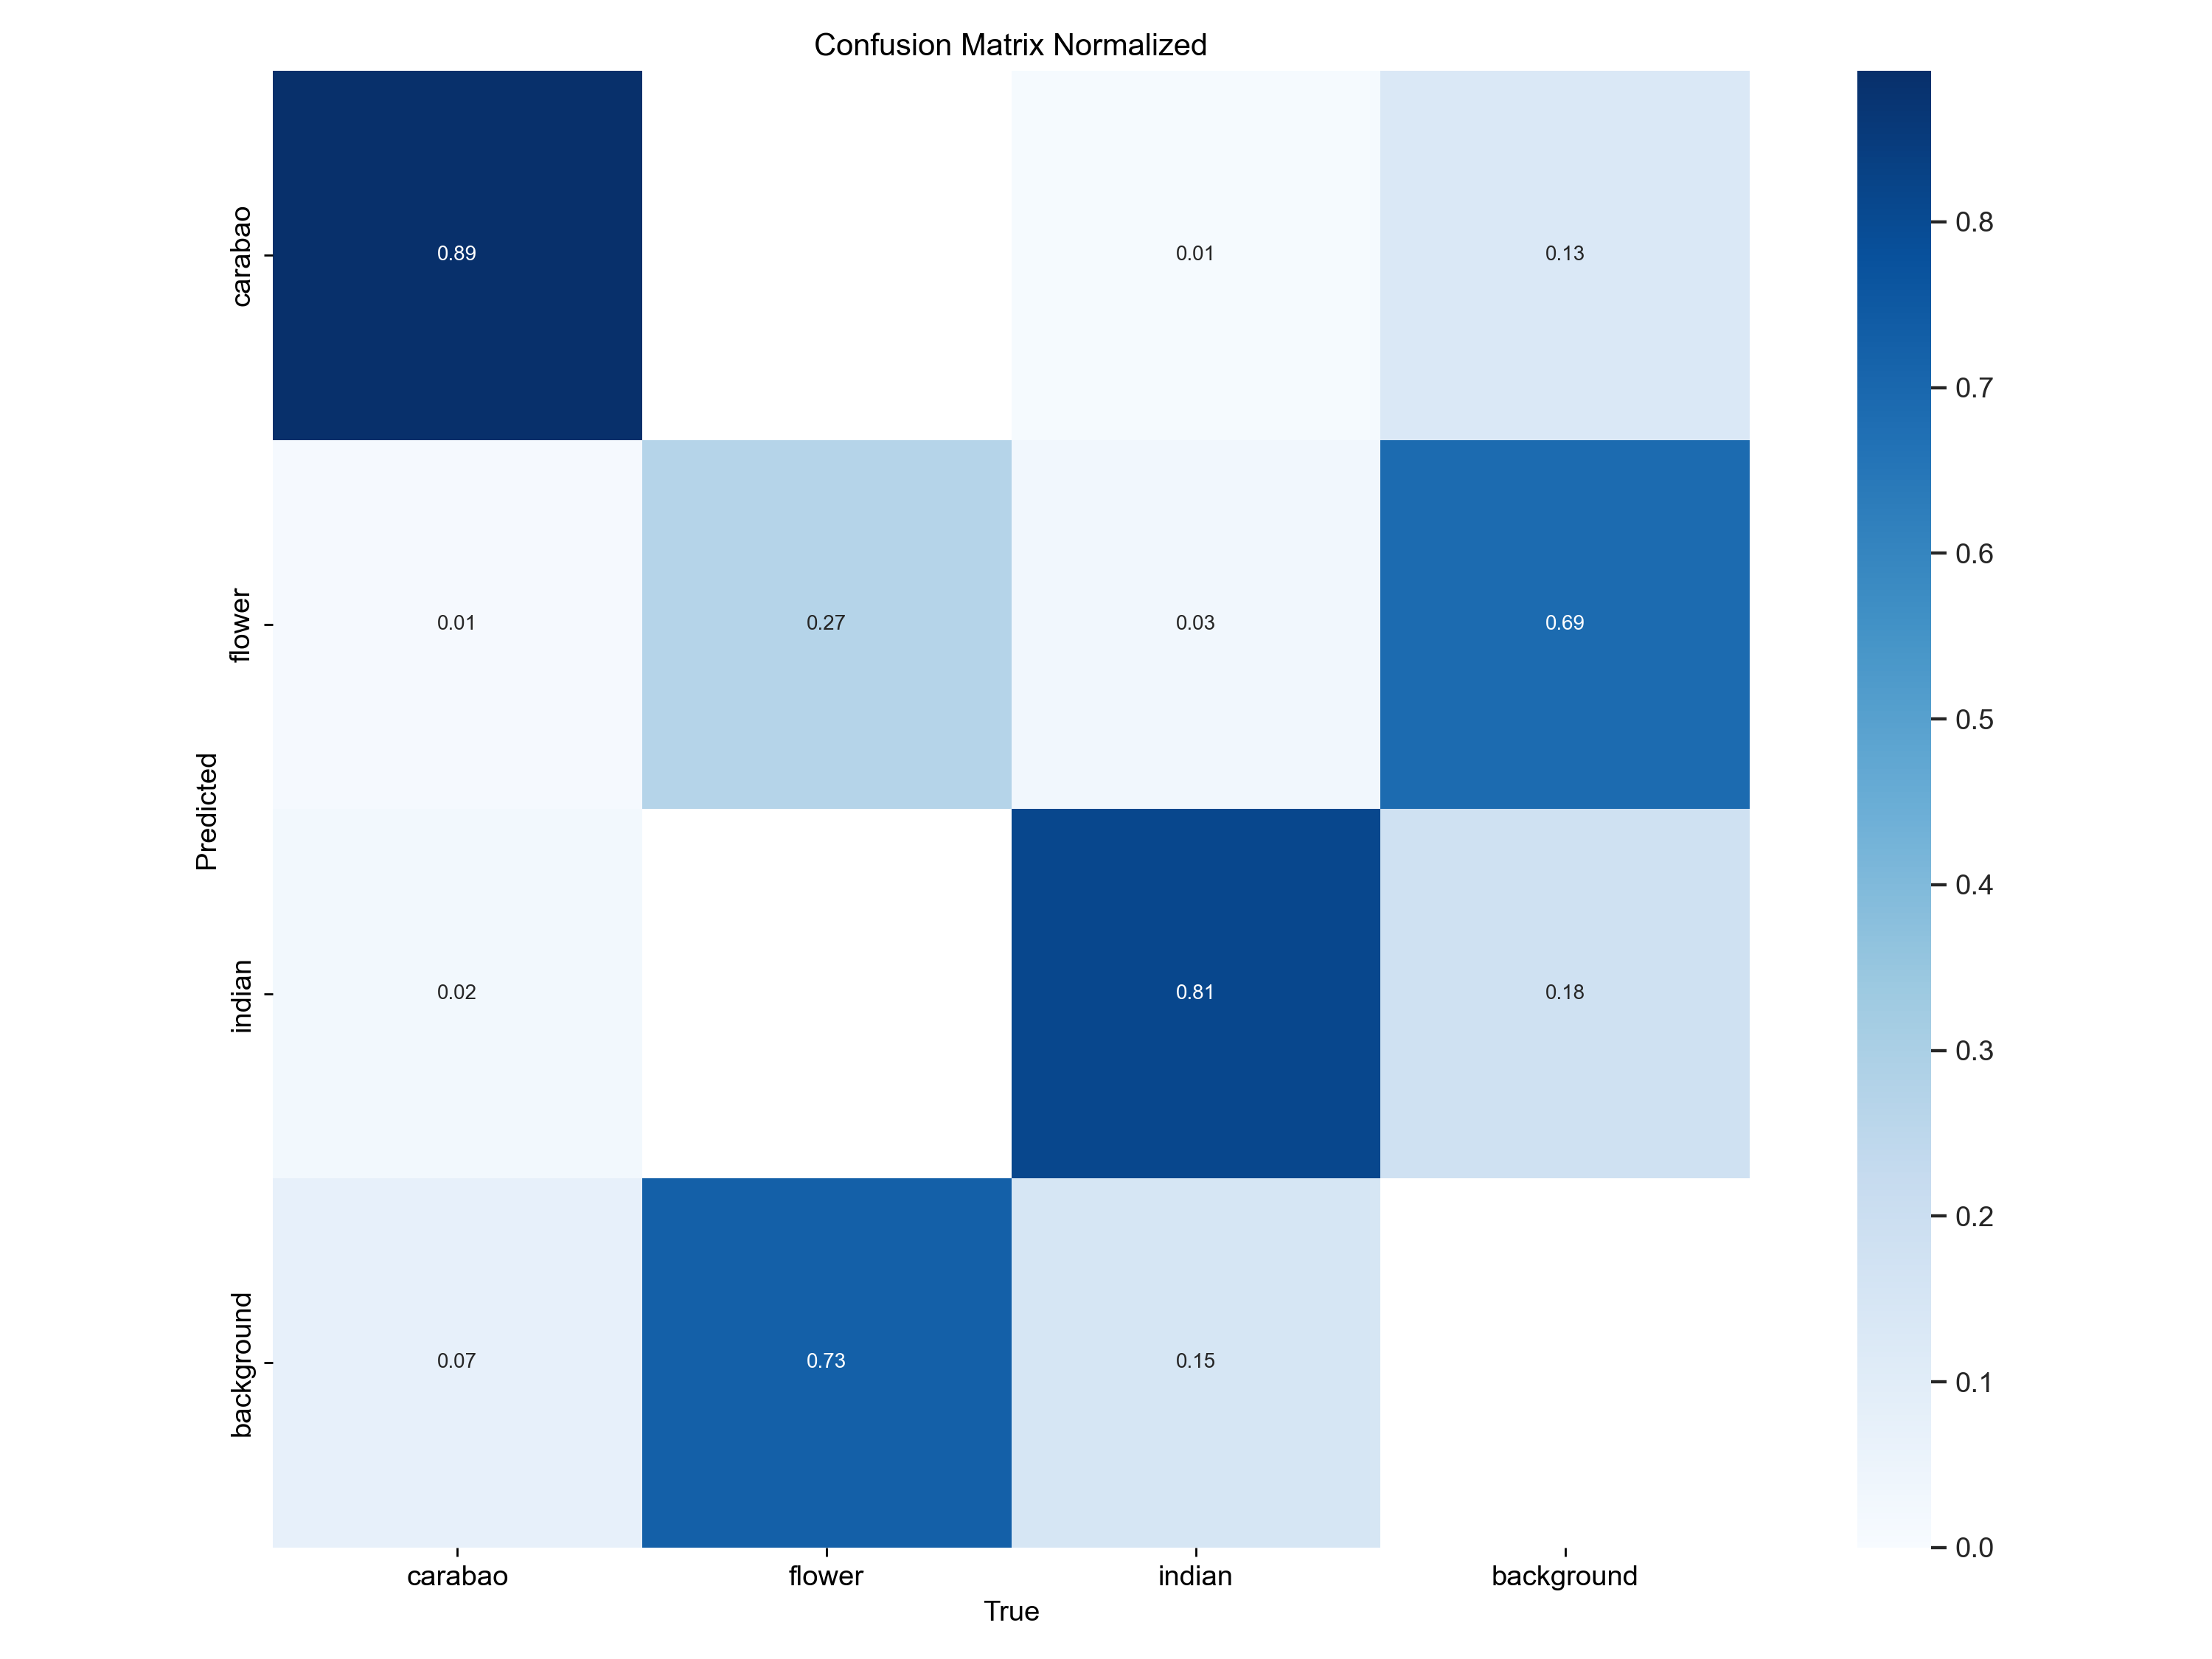 Confusion Matrix Normalized
carabao
0.89
0.01
0.13
flower
0.01
0.27
0.03
0.69
indian
0.02
0.81
0.18
background
0.07
0.73
0.15
Predicted
carabao
flower
indian
background
True
0.8
0.7
0.6
0.5
0.4
0.3
0.2
0.1
0.0